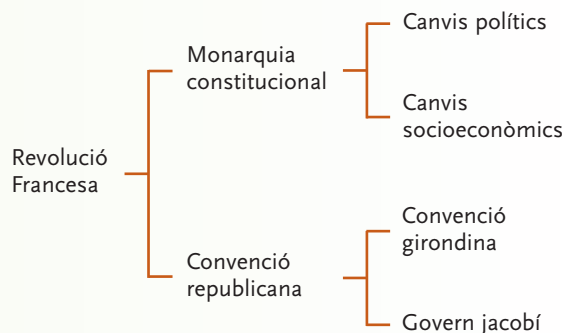 Revolució
Francesa
Monarquia
constitucional
Canvis polítics
Canvis
socioeconòmics
Convenció
republicana
Convenció
girondina
Govern jacobí